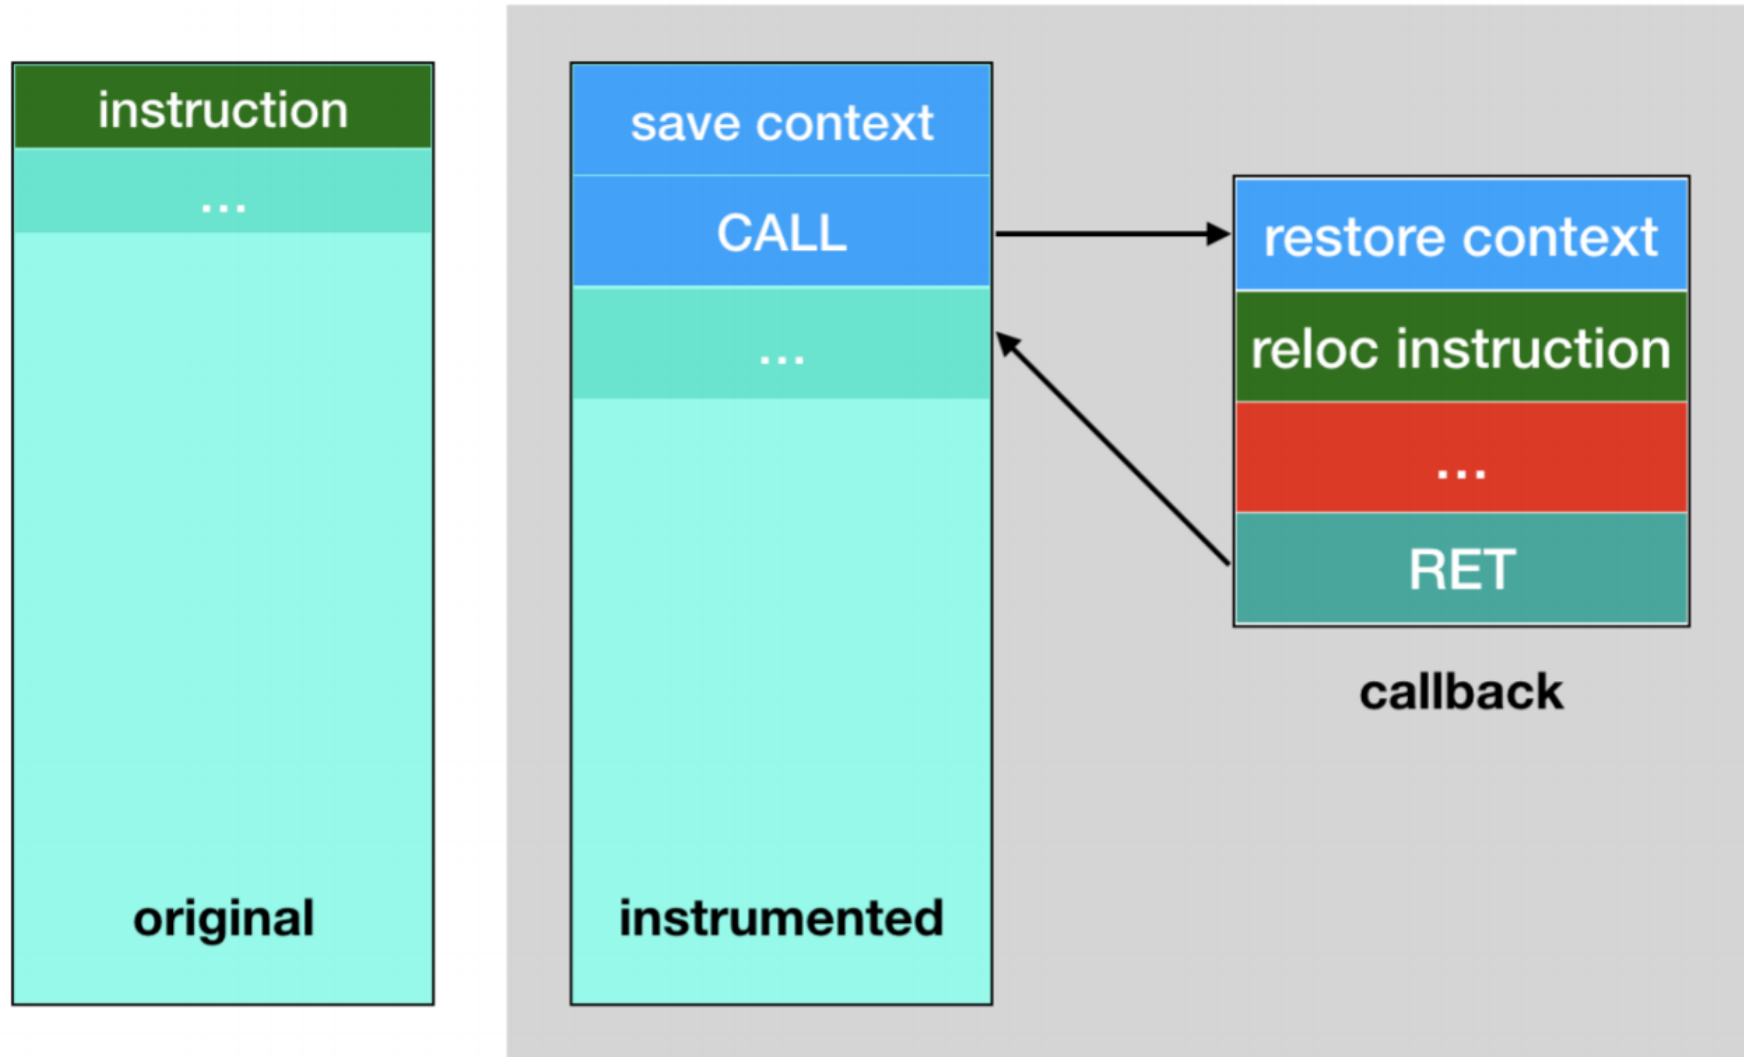 instruction
...
original
save context
CALL
...
instrumented
restore context
reloc instruction
...
RET
callback